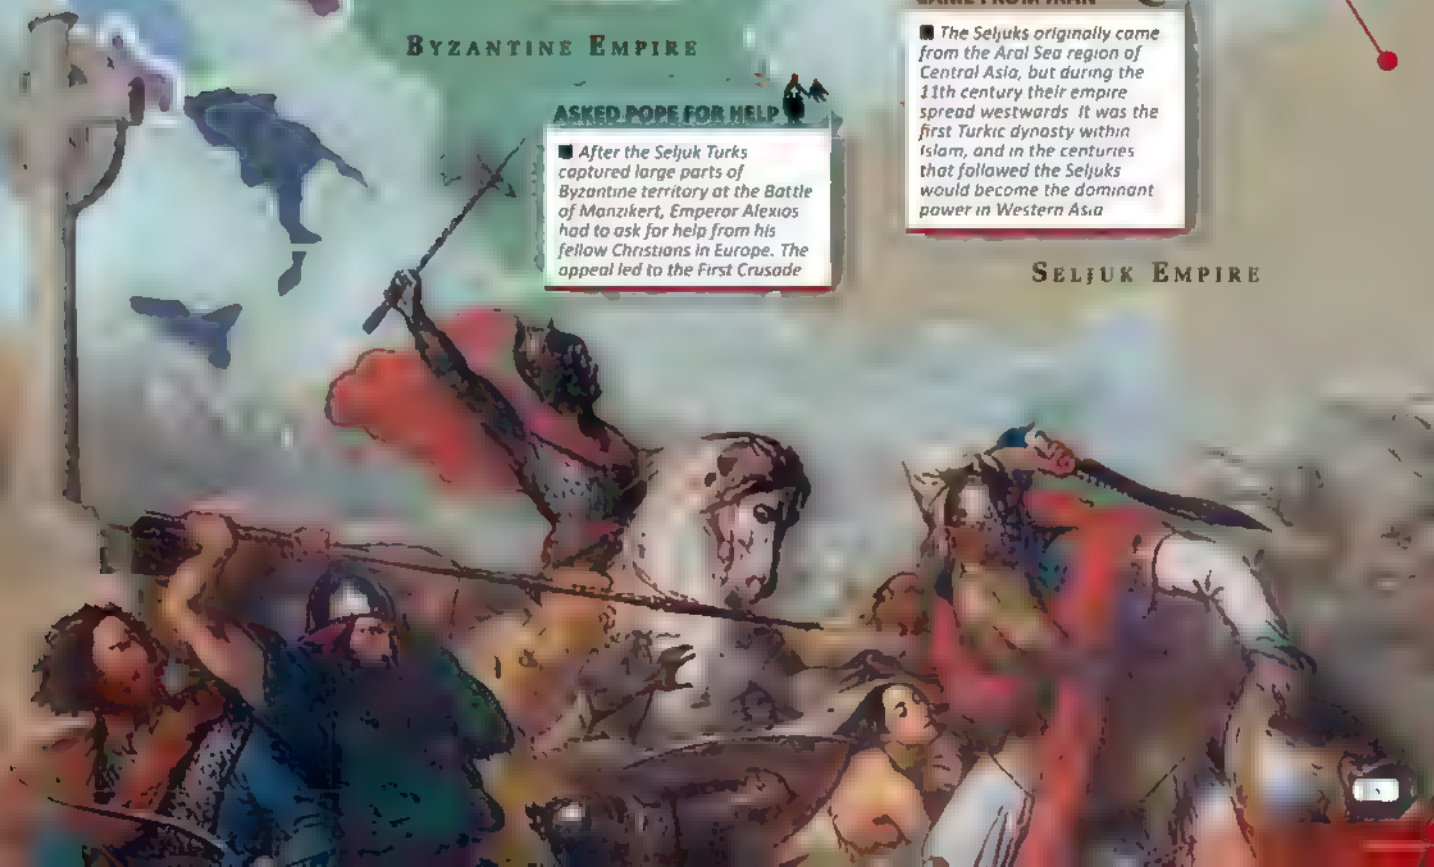 BYZANTINE EMPIRE
ASKED POPE FOR HELP
■ After the Seljuk Turks
captured large parts of
Byzantine territory at the Battle
of Manzikert, Emperor Alexios
had to ask for help from his
fellow Christians in Europe. The
appeal led to the First Crusade
CAME FROM IRAN
■ The Seljuks originally came
from the Aral Sea region of
Central Asia, but during the
11th century their empire
spread westwards It was the
first Turkic dynasty within
Islam, and in the centuries
that followed the Seljuks
would become the dominant
power in Western Asia
SELJUK EMPIRE